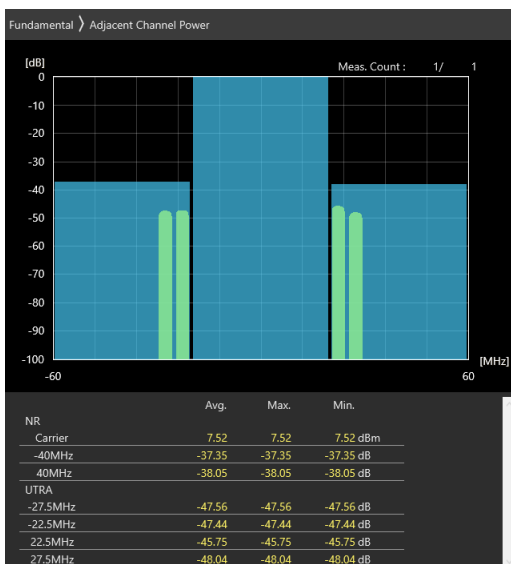 Fundamental 〉 Adjacent Channel Power
[dB]
Meas. Count : 1/ 1
0
-10
-20
-30
-40
-50
-60
-70
-80
-90
-100
[MHz]
-60 60
Avg. Max. Min.
NR
Carrier 7.52 7.52 7.52 dBm
-40MHz -37.35 -37.35 -37.35 dB
40MHz -38.05 -38.05 -38.05 dB
UTRA
-27.5MHz -47.56 -47.56 -47.56 dB
-22.5MHz -47.44 -47.44 -47.44 dB
22.5MHz -45.75 -45.75 -45.75 dB
27.5MHz -48.04 -48.04 -48.04 dB